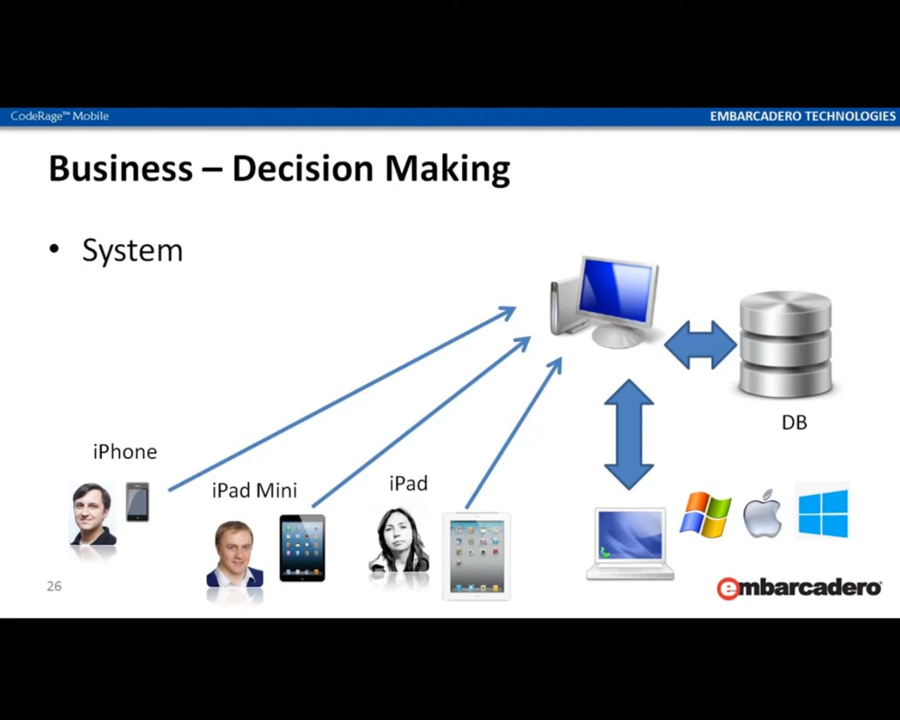 CodeRage™ Mobile
EMBARCADERO TECHNOLOGIES
Business – Decision Making
• System
DB
iPhone
iPad Mini
iPad
26
embarcadero®